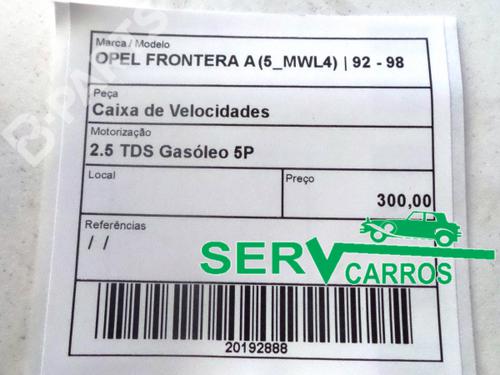 Marca / Modelo
OPEL FRONTERA A (5_MWL4) | 92 - 98
Peça
Caixa de Velocidades
Motorização
2.5 TDS Gasóleo 5P
Local
Preço
300,00
Referências
/ /
SERV
CARROS
20192888
B-PARTS